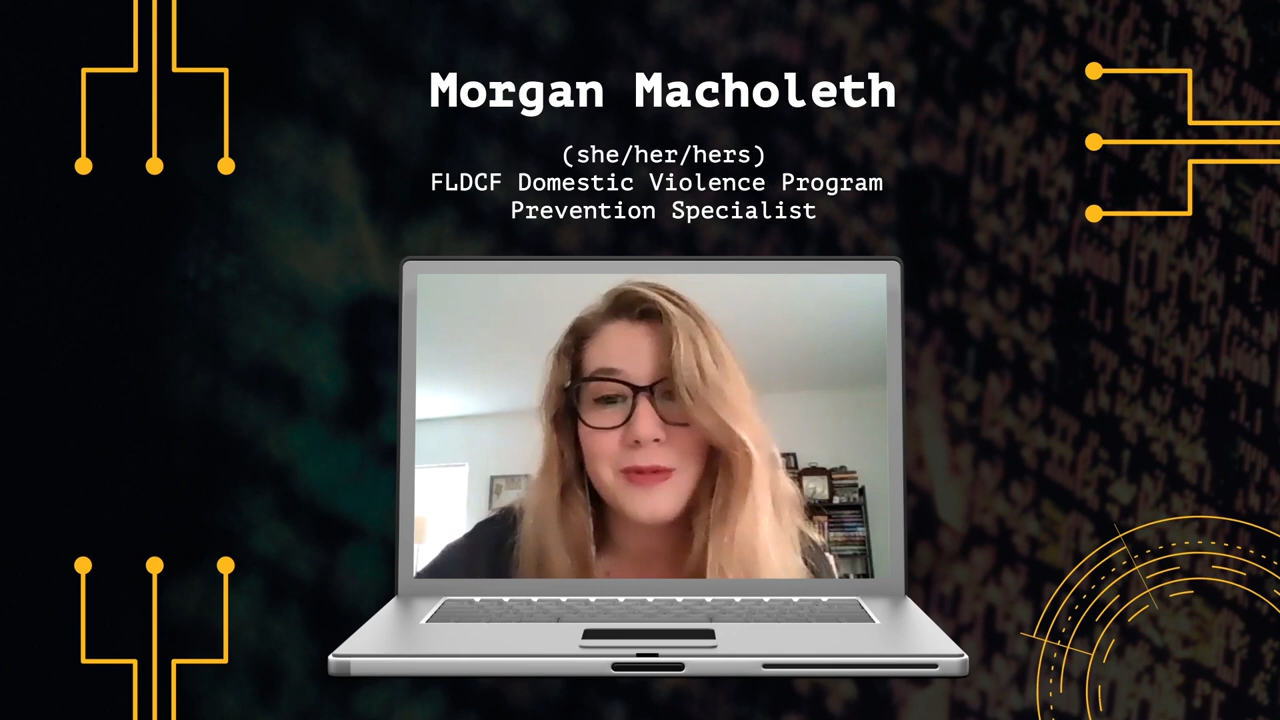 Morgan Macholeth
(she/her/hers)
FLDCF Domestic Violence Program
Prevention Specialist